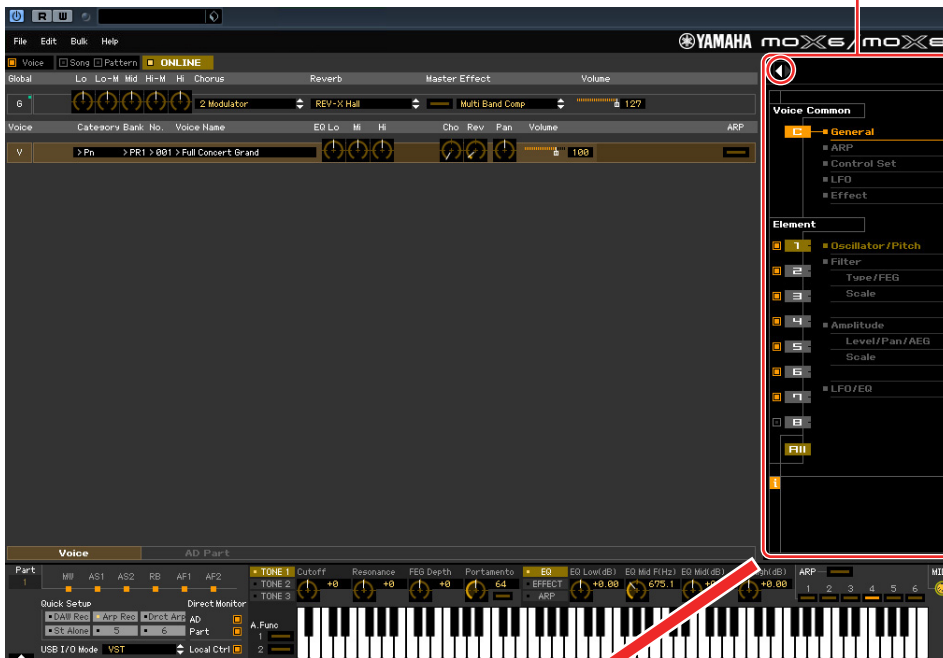 R W
File Edit Bulk Help
YAMAHA MOX6/MOX
Voice Song Pattern ONLINE
Global Lo Lo-M Mid Hi-M Hi Chorus Reverb Master Effect Volume
G 2 Modulator REV-X Hall Multi Band Comp 127
Voice Category Bank No. Voice Name EQ Lo Mi Hi Cho Rev Pan Volume ARP
V >Pn >PR1 >001 >Full Concert Grand 100
Voice Common
C General
ARP
Control Set
LFO
Effect
Element
1 Oscillator/Pitch
2 Filter
Type/FEG
3 Scale
4 Amplitude
5 Level/Pan/AEG
Scale
6
7 LFO/EQ
8
All
i
Voice AD Part
Part MW AS1 AS2 RB AF1 AF2 TONE 1 Cutoff Resonance FEG Depth Portamento EQ EQ Low(dB) EQ Mid F(Hz) EQ Mid(dB) gh(dB) ARP MI
1 TONE 2 +0 +0 +0 64 EFFECT +0.00 675.1 +0.00 1 2 3 4 5 6
TONE 3 ARP
Quick Setup Direct Monitor
DAW Rec Arp Rec Drct Arp AD A.Func
St Alone 5 6 Part 1
USB I/O Mode VST Local Ctrl 2